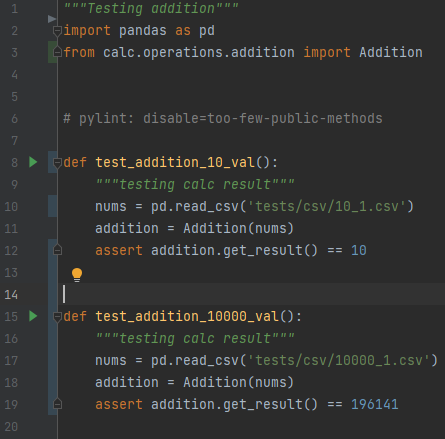 1 """Testing addition"""
2 import pandas as pd
3 from calc.operations.addition import Addition
4
5
6 # pylint: disable=too-few-public-methods
7
8 def test_addition_10_val():
9     """testing calc result"""
10     nums = pd.read_csv('tests/csv/10_1.csv')
11     addition = Addition(nums)
12     assert addition.get_result() == 10
13
14
15 def test_addition_10000_val():
16     """testing calc result"""
17     nums = pd.read_csv('tests/csv/10000_1.csv')
18     addition = Addition(nums)
19     assert addition.get_result() == 196141
20